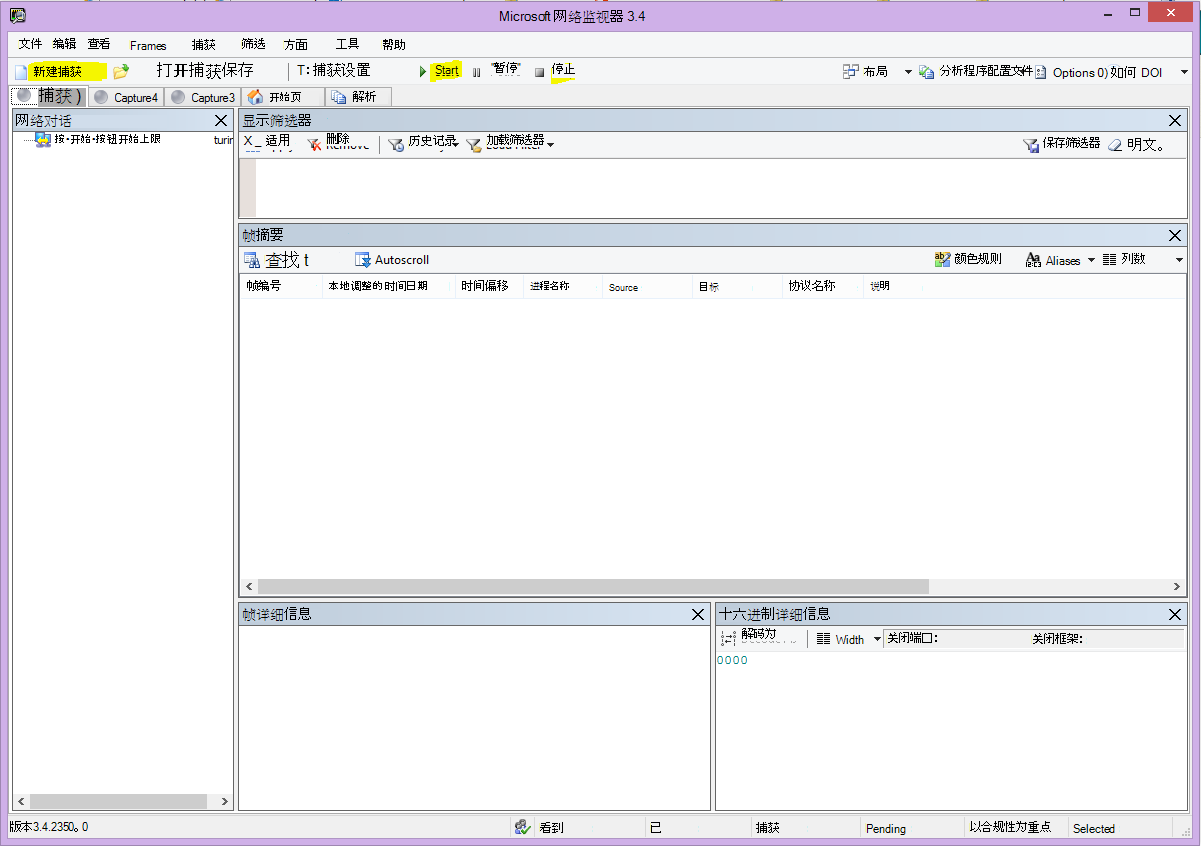 Microsoft 网络监视器 3.4
文件 编辑 查看 Frames 捕获 筛选 方面 工具 帮助
新建捕获 打开捕获保存 T: 捕获设置 Start 暂停 停止 布局 分析程序配置文件 Options 0) 如何 DOI
捕获 ) Capture4 Capture3 开始页 解析
网络对话
按•开始•按钮开始上限 turir
显示筛选器
X _ 适用 删除 历史记录 加载筛选器 保存筛选器 明文。
帧摘要
查找 t Autoscroll 颜色规则 Aliases 列数
帧编号 本地调整的时间日期 时间偏移 进程名称 Source 目标 协议名称 说明
帧详细信息
十六进制详细信息
解码为 Width 关闭端口: 关闭框架:
0000
版本3.4.2350。0 看到 已 捕获 Pending 以合规性为重点 Selected